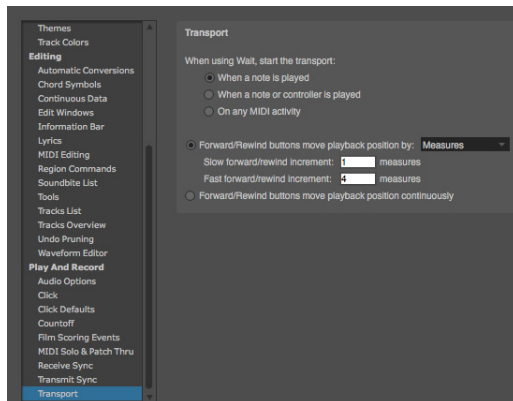 Themes
Track Colors
Editing
Automatic Conversions
Chord Symbols
Continuous Data
Edit Windows
Information Bar
Lyrics
MIDI Editing
Region Commands
Soundbite List
Tools
Tracks List
Tracks Overview
Undo Pruning
Waveform Editor
Play And Record
Audio Options
Click
Click Defaults
Countoff
Film Scoring Events
MIDI Solo & Patch Thru
Receive Sync
Transmit Sync
Transport
Transport
When using Wait, start the transport:
When a note is played
When a note or controller is played
On any MIDI activity
Forward/Rewind buttons move playback position by: Measures
Slow forward/rewind increment: 1 measures
Fast forward/rewind increment: 4 measures
Forward/Rewind buttons move playback position continuously